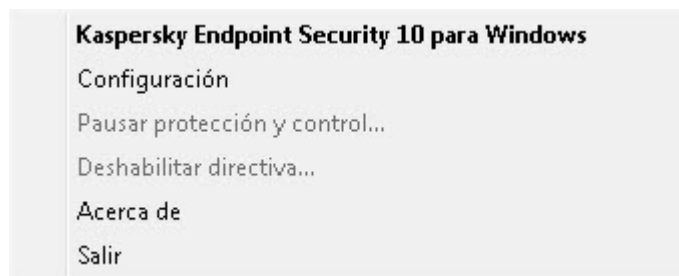 Kaspersky Endpoint Security 10 para Windows
Configuración
Pausar protección y control...
Deshabilitar directiva...
Acerca de
Salir